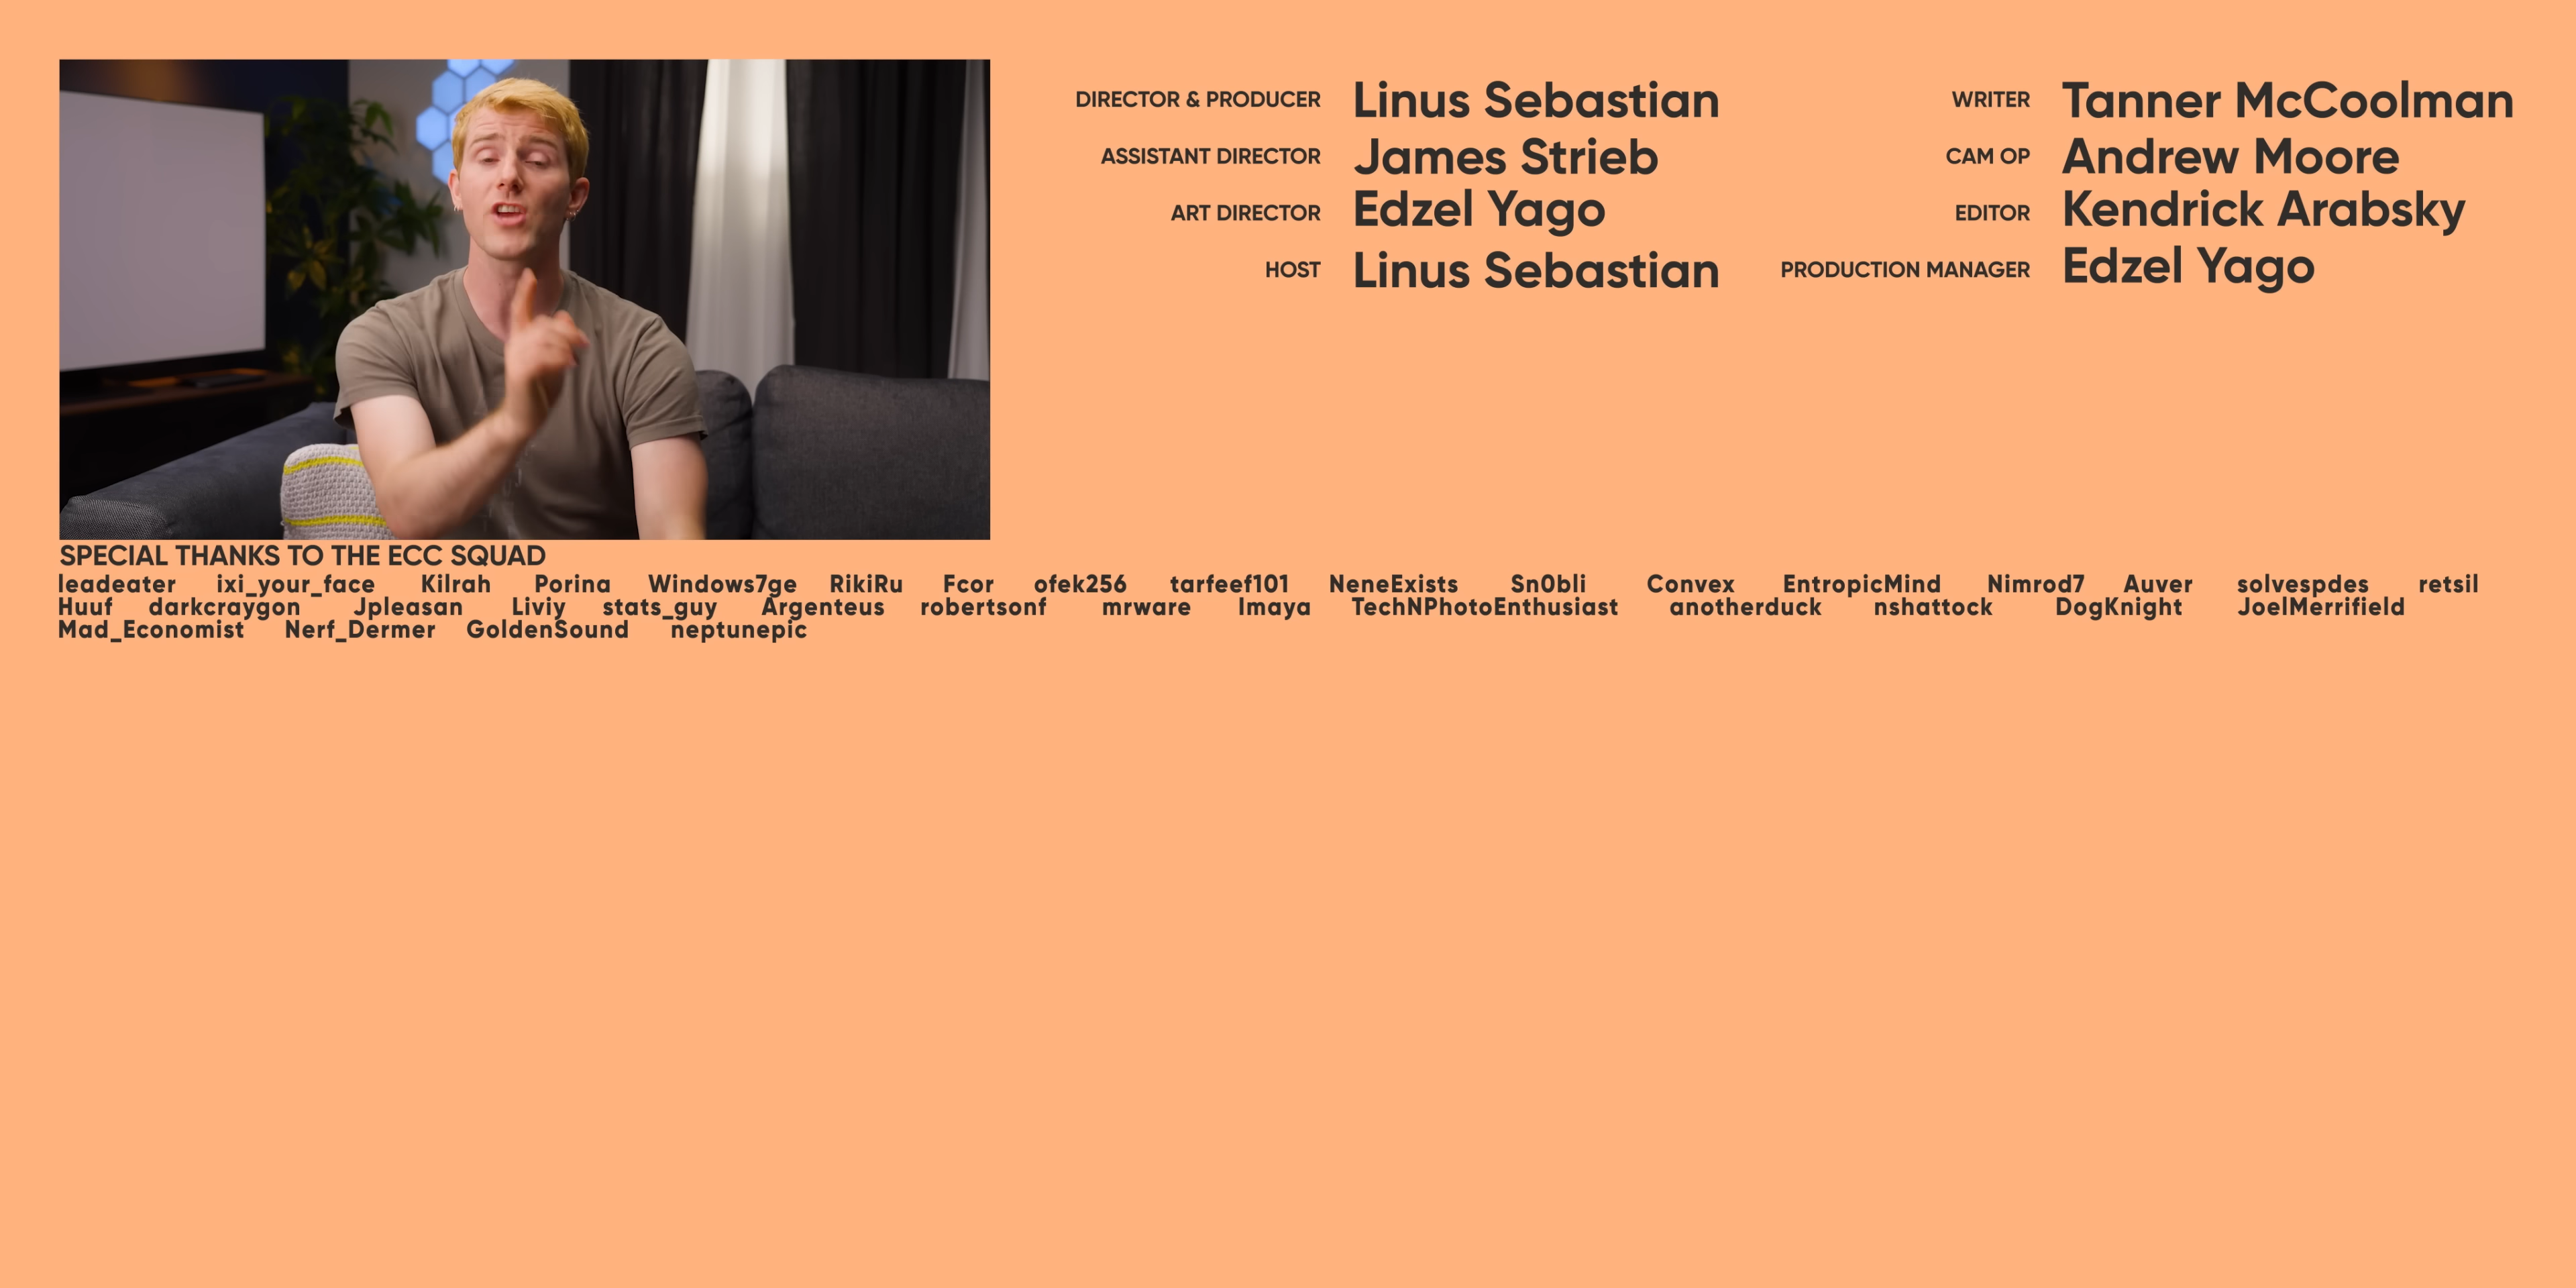 DIRECTOR & PRODUCER Linus Sebastian
ASSISTANT DIRECTOR James Strieb
ART DIRECTOR Edzel Yago
HOST Linus Sebastian
WRITER Tanner McCoolman
CAM OP Andrew Moore
EDITOR Kendrick Arabsky
PRODUCTION MANAGER Edzel Yago
SPECIAL THANKS TO THE ECC SQUAD
leadeater ixi_your_face Kilrah Porina Windows7ge RikiRu Fcor ofek256 tarfeef101 NeneExists Sn0bli Convex EntropicMind Nimrod7 Auver solvespdes retsil
Huuf darkcraygon Jpleasan Liviy stats_guy Argenteus robertsonf mrware Imaya TechNPhotoEnthusiast anotherduck nshattock DogKnight JoelMerrifield
Mad_Economist Nerf_Dermer GoldenSound neptunepic